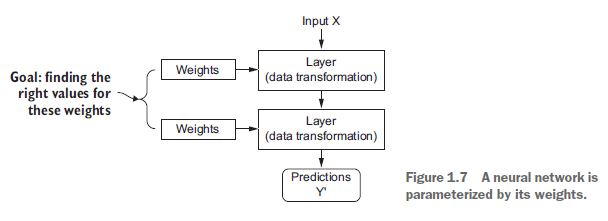 Input X
Layer
(data transformation)
Weights
Goal: finding the
right values for
these weights
Layer
(data transformation)
Weights
Predictions
Y'
Figure 1.7 A neural network is
parameterized by its weights.